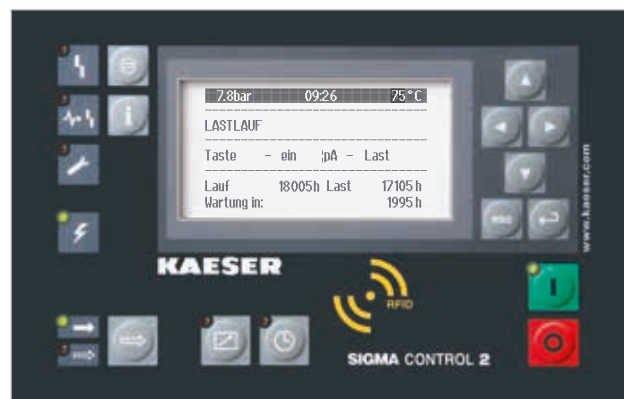 7.8bar 09:26 75°C
LASTLAUF
Taste - ein ¦pA - Last
Lauf 18005h Last 17105 h
Wartung in: 1995 h
esc
www.kaeser.com
KAESER
RFID
I
SIGMA CONTROL 2